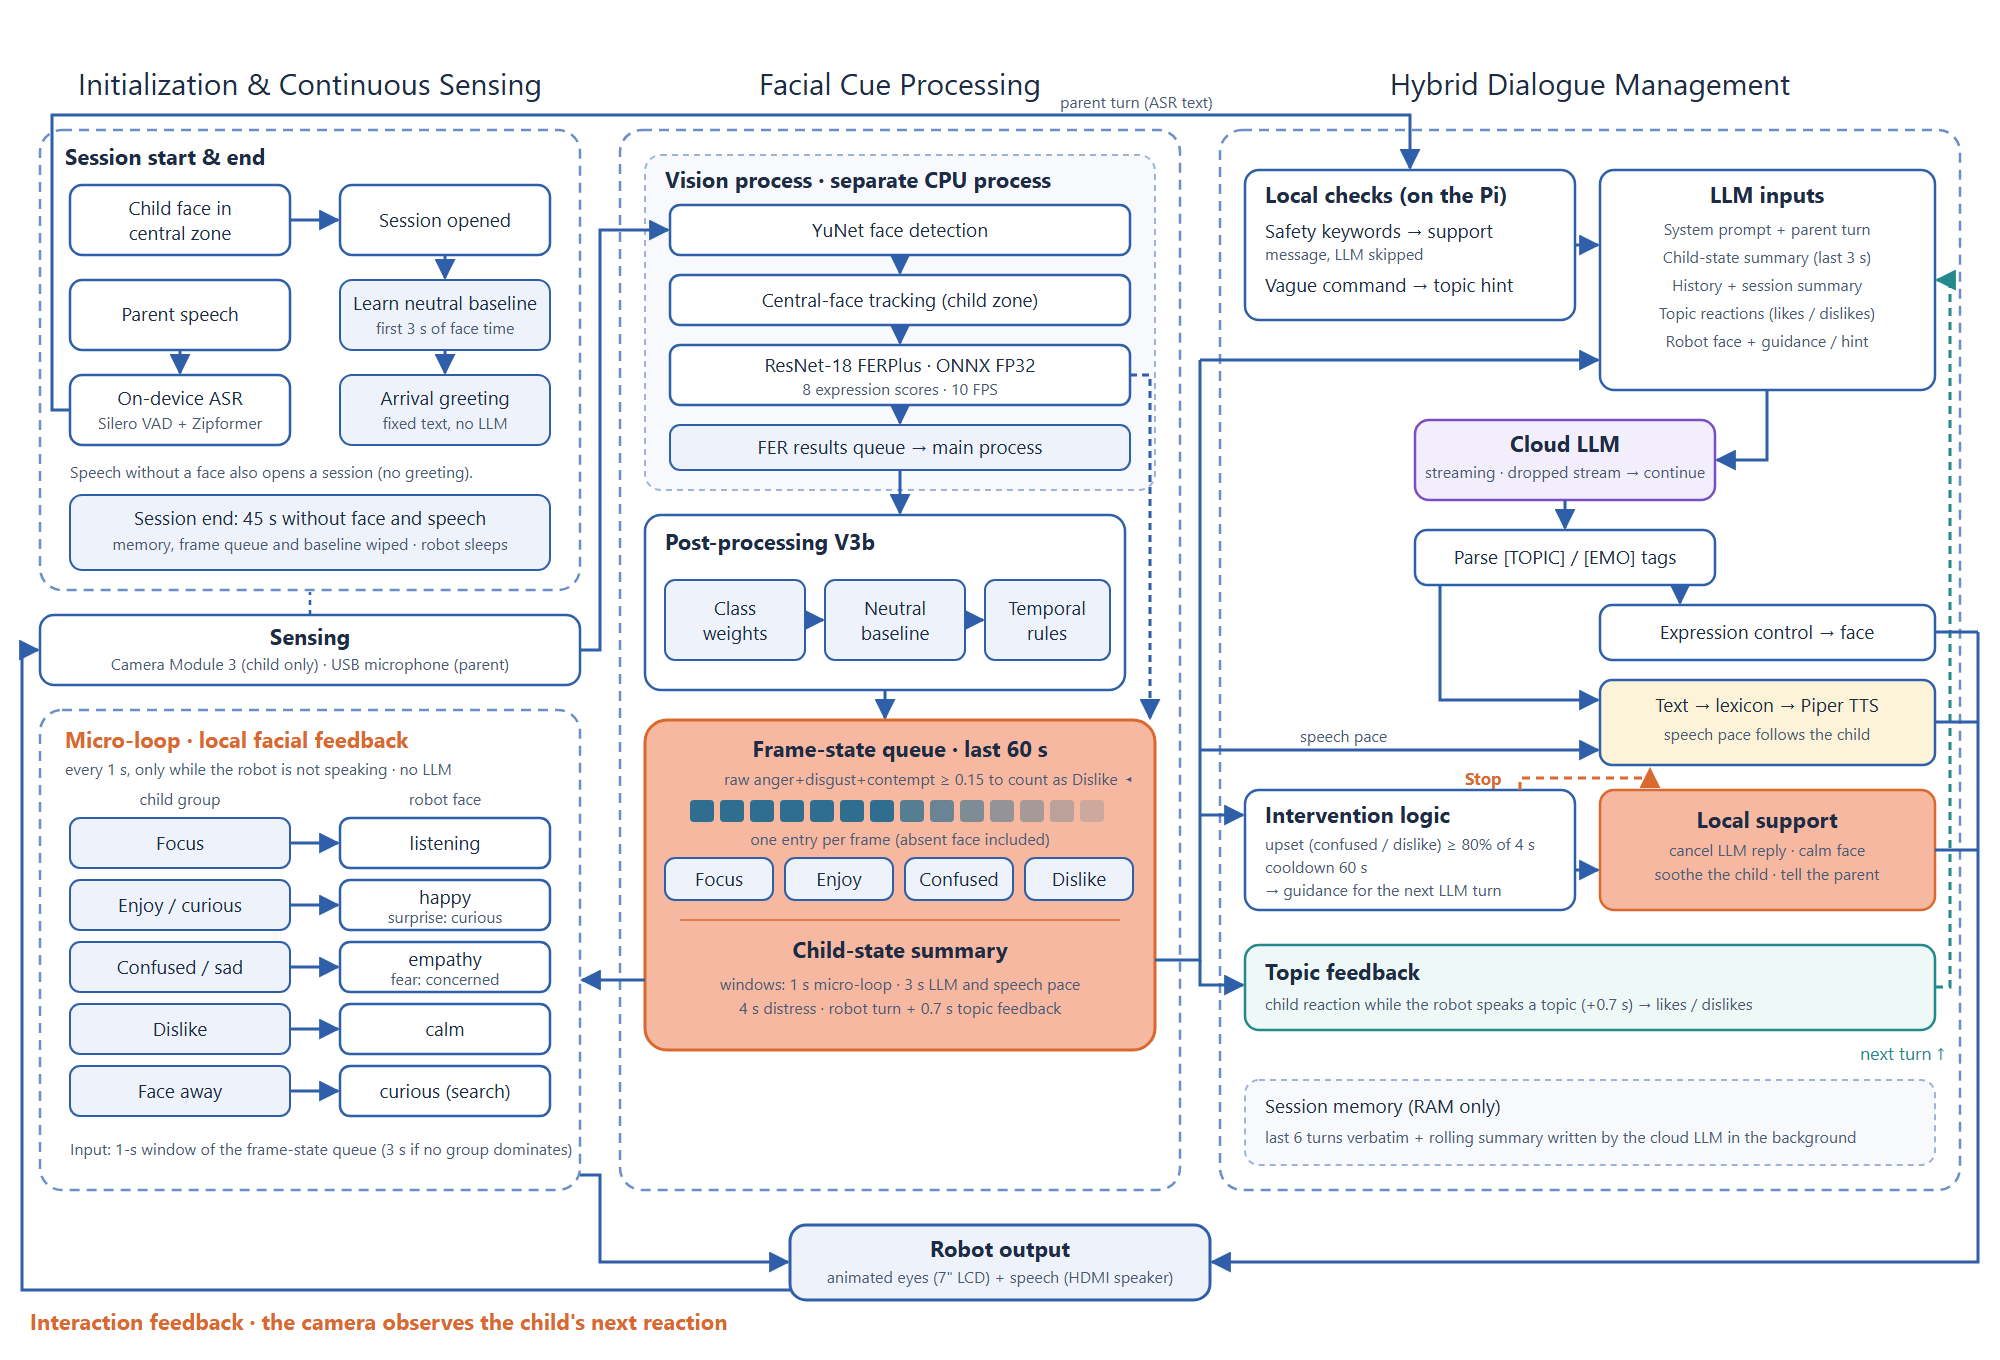 Initialization & Continuous Sensing
Facial Cue Processing
Hybrid Dialogue Management
parent turn (ASR text)
Session start & end
Child face in
central zone
Session opened
Parent speech
Learn neutral baseline
first 3 s of face time
On-device ASR
Silero VAD + Zipformer
Arrival greeting
fixed text, no LLM
Speech without a face also opens a session (no greeting).
Session end: 45 s without face and speech
memory, frame queue and baseline wiped · robot sleeps
Sensing
Camera Module 3 (child only) · USB microphone (parent)
Micro-loop · local facial feedback
every 1 s, only while the robot is not speaking · no LLM
child group
robot face
Focus
listening
Enjoy / curious
happy
surprise: curious
Confused / sad
empathy
fear: concerned
Dislike
calm
Face away
curious (search)
Input: 1-s window of the frame-state queue (3 s if no group dominates)
Vision process · separate CPU process
YuNet face detection
Central-face tracking (child zone)
ResNet-18 FERPlus · ONNX FP32
8 expression scores · 10 FPS
FER results queue → main process
Post-processing V3b
Class
weights
Neutral
baseline
Temporal
rules
Frame-state queue · last 60 s
raw anger+disgust+contempt ≥ 0.15 to count as Dislike ◂
one entry per frame (absent face included)
Focus
Enjoy
Confused
Dislike
Child-state summary
windows: 1 s micro-loop · 3 s LLM and speech pace
4 s distress · robot turn + 0.7 s topic feedback
Local checks (on the Pi)
Safety keywords → support
message, LLM skipped
Vague command → topic hint
LLM inputs
System prompt + parent turn
Child-state summary (last 3 s)
History + session summary
Topic reactions (likes / dislikes)
Robot face + guidance / hint
Cloud LLM
streaming · dropped stream → continue
Parse [TOPIC] / [EMO] tags
Expression control → face
Text → lexicon → Piper TTS
speech pace follows the child
speech pace
Stop
Intervention logic
upset (confused / dislike) ≥ 80% of 4 s
cooldown 60 s
→ guidance for the next LLM turn
Local support
cancel LLM reply · calm face
soothe the child · tell the parent
Topic feedback
child reaction while the robot speaks a topic (+0.7 s) → likes / dislikes
next turn ↑
Session memory (RAM only)
last 6 turns verbatim + rolling summary written by the cloud LLM in the background
Robot output
animated eyes (7" LCD) + speech (HDMI speaker)
Interaction feedback · the camera observes the child's next reaction